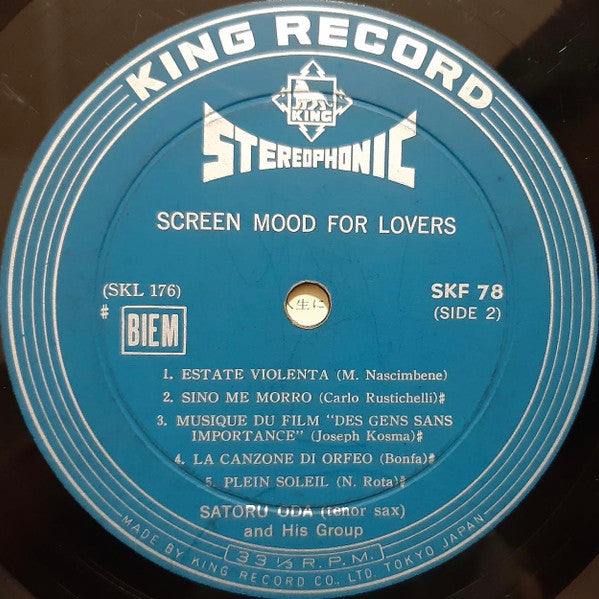 KING RECORD
KING
STEREOPHONIC
SCREEN MOOD FOR LOVERS
(SKL 176)
SKF 78
# BIEM
(SIDE 2)
生に
1. ESTATE VIOLENTA (M. Nascimbene)
2. SINO ME MORRO (Carlo Rustichelli)#
3. MUSIQUE DU FILM "DES GENS SANS
IMPORTANCE" (Joseph Kosma)#
4. LA CANZONE DI ORFEO (Bonfa)#
5. PLEIN SOLEIL (N. Rota)#
SATORU ODA (tenor sax)
and His Group
33⅓ R.P.M.
MADE BY KING RECORD CO., LTD. TOKYO JAPAN